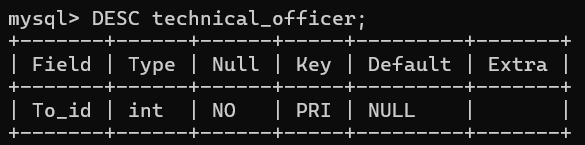 mysql> DESC technical_officer;
+-------+------+------+-----+---------+-------+
| Field | Type | Null | Key | Default | Extra |
+-------+------+------+-----+---------+-------+
| To_id | int  | NO   | PRI | NULL    |       |
+-------+------+------+-----+---------+-------+